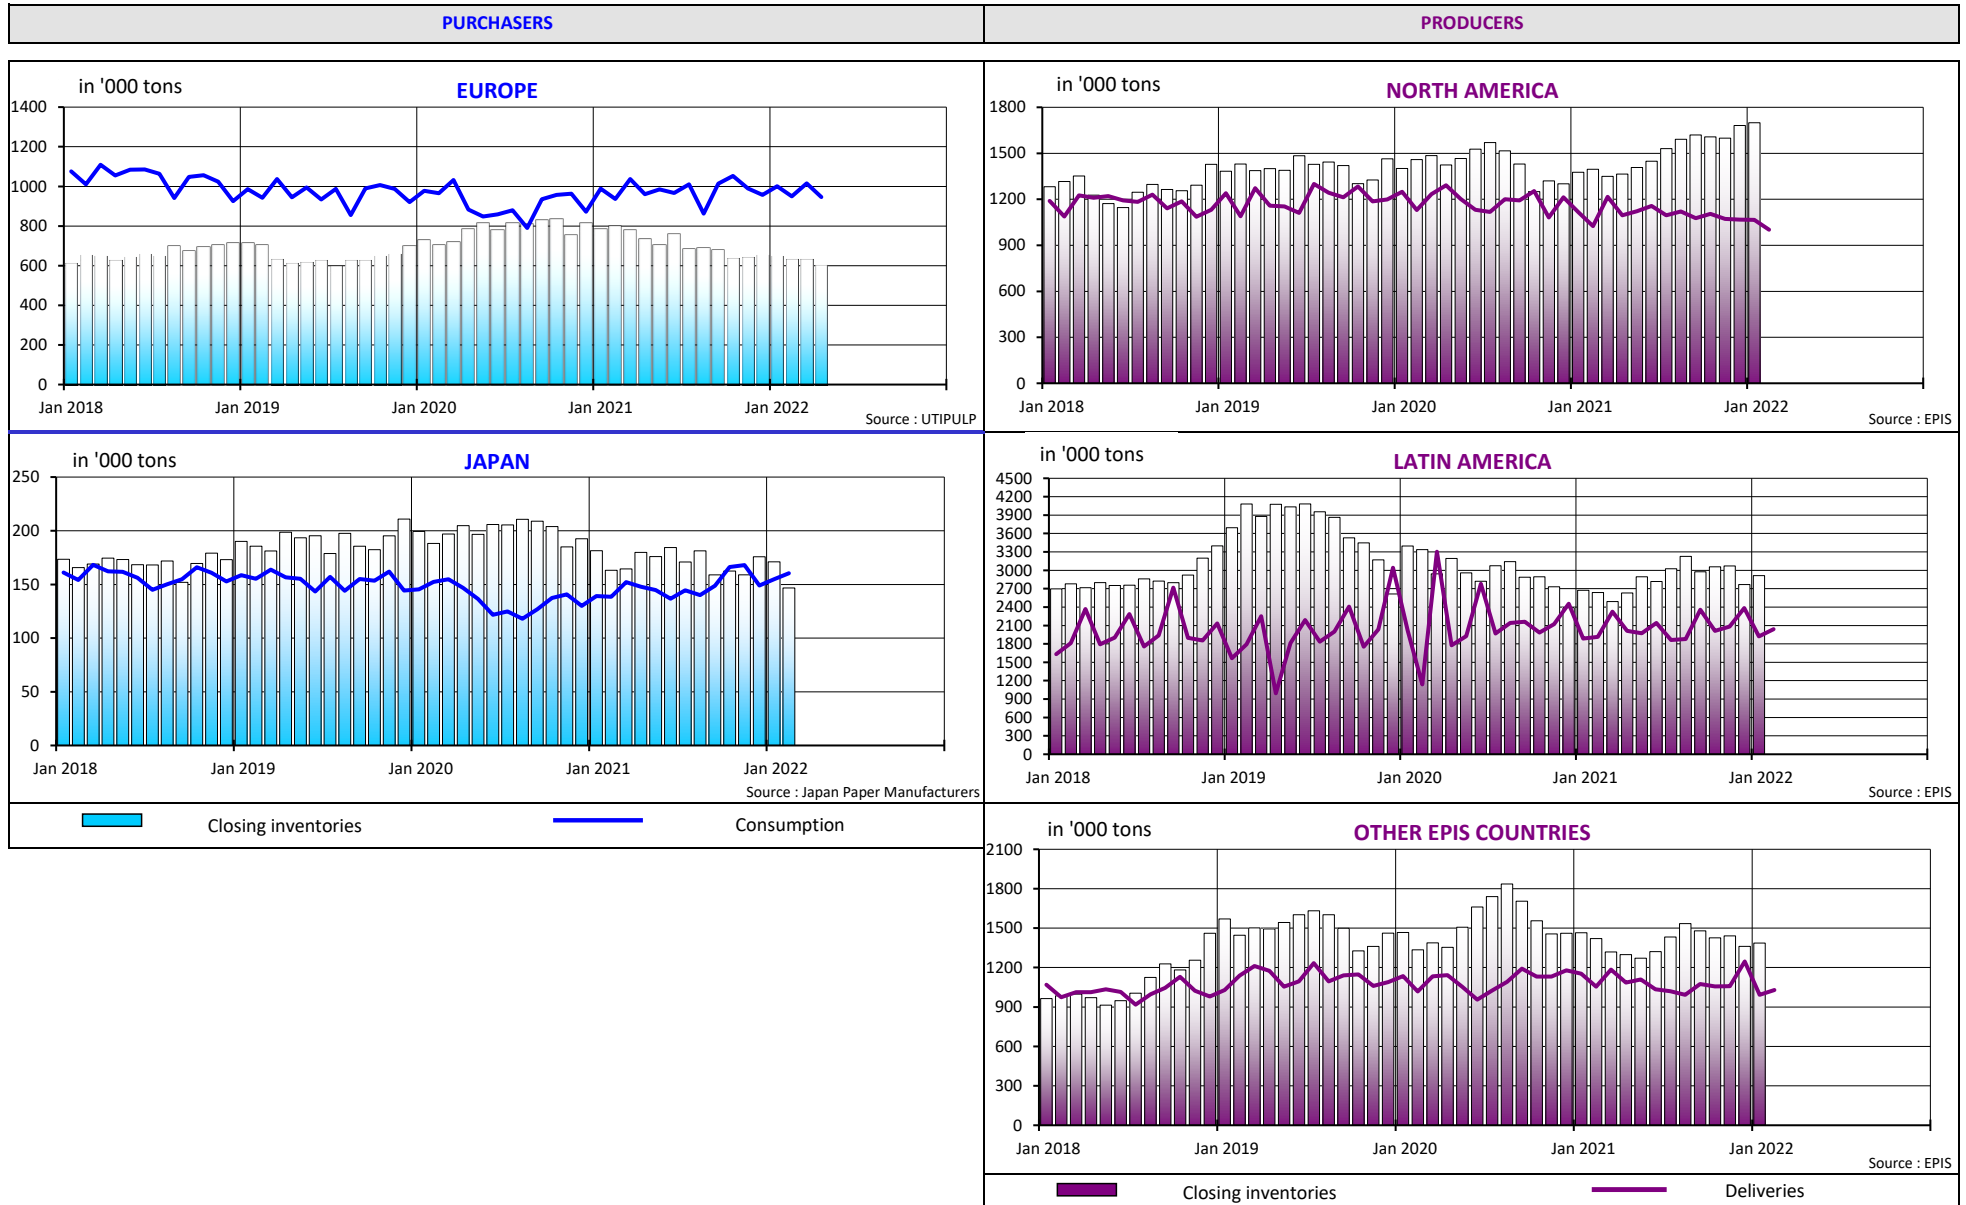 PURCHASERS
PRODUCERS
in '000 tons
EUROPE
1400
1200
1000
800
600
400
200
0
Jan 2018
Jan 2019
Jan 2020
Jan 2021
Jan 2022
Source : UTIPULP
in '000 tons
NORTH AMERICA
1800
1500
1200
900
600
300
0
Jan 2018
Jan 2019
Jan 2020
Jan 2021
Jan 2022
Source : EPIS
in '000 tons
JAPAN
250
200
150
100
50
0
Jan 2018
Jan 2019
Jan 2020
Jan 2021
Jan 2022
Source : Japan Paper Manufacturers
Closing inventories
Consumption
in '000 tons
LATIN AMERICA
4500
4200
3900
3600
3300
3000
2700
2400
2100
1800
1500
1200
900
600
300
0
Jan 2018
Jan 2019
Jan 2020
Jan 2021
Jan 2022
Source : EPIS
in '000 tons
OTHER EPIS COUNTRIES
2100
1800
1500
1200
900
600
300
0
Jan 2018
Jan 2019
Jan 2020
Jan 2021
Jan 2022
Source : EPIS
Closing inventories
Deliveries